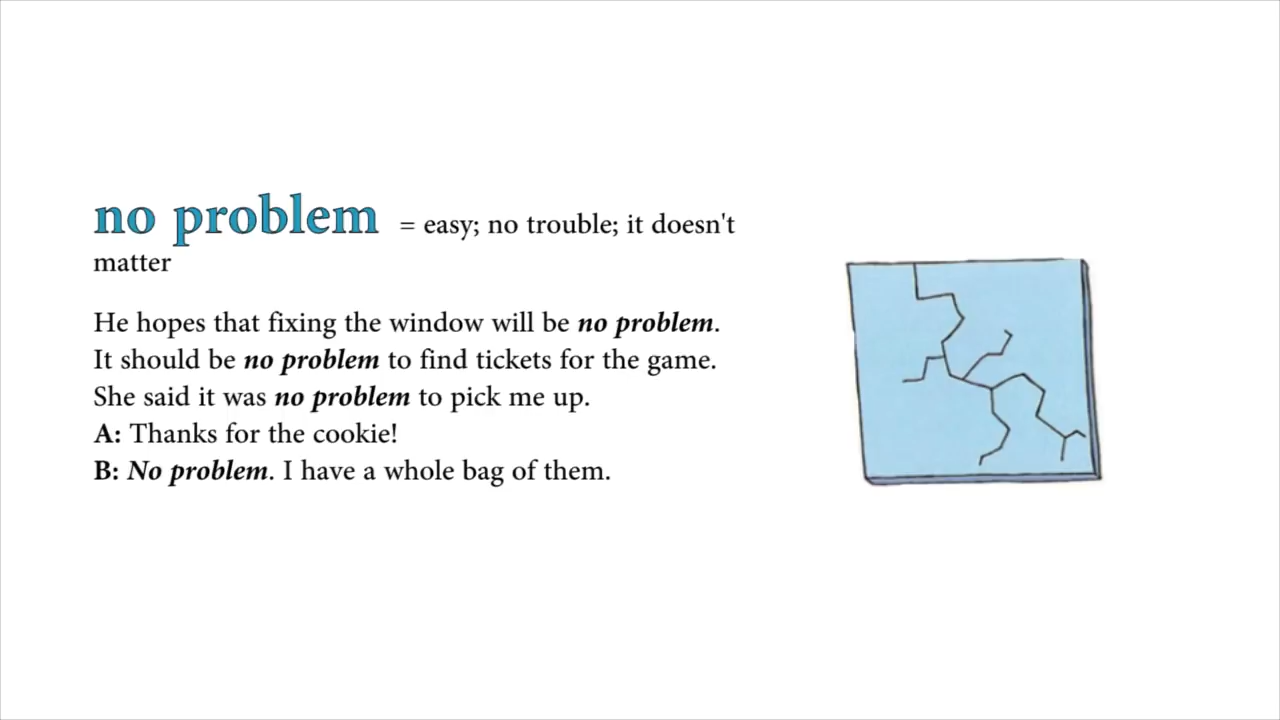 no problem = easy; no trouble; it doesn't
matter
He hopes that fixing the window will be no problem.
It should be no problem to find tickets for the game.
She said it was no problem to pick me up.
A: Thanks for the cookie!
B: No problem. I have a whole bag of them.